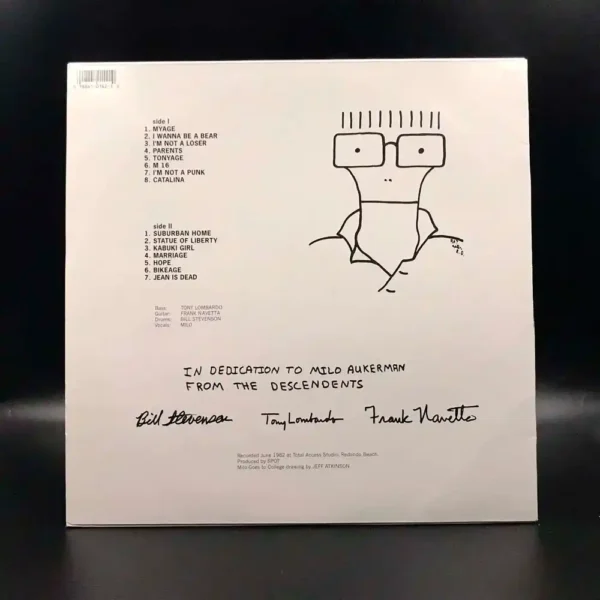 side I
1. MYAGE
2. I WANNA BE A BEAR
3. I'M NOT A LOSER
4. PARENTS
5. TONYAGE
6. M 16
7. I'M NOT A PUNK
8. CATALINA
side II
1. SUBURBAN HOME
2. STATUE OF LIBERTY
3. KABUKI GIRL
4. MARRIAGE
5. HOPE
6. BIKEAGE
7. JEAN IS DEAD
Bass: TONY LOMBARDO
Guitar: FRANK NAVETTA
Drums: BILL STEVENSON
Vocals: MILO
IN DEDICATION TO MILO AUKERMAN
FROM THE DESCENDENTS
Bill Stevenson Tony Lombardo Frank Navetta
Recorded June 1982 at Total Access Studio, Redondo Beach.
Produced by SPOT
Milo Goes to College drawing by JEFF ATKINSON